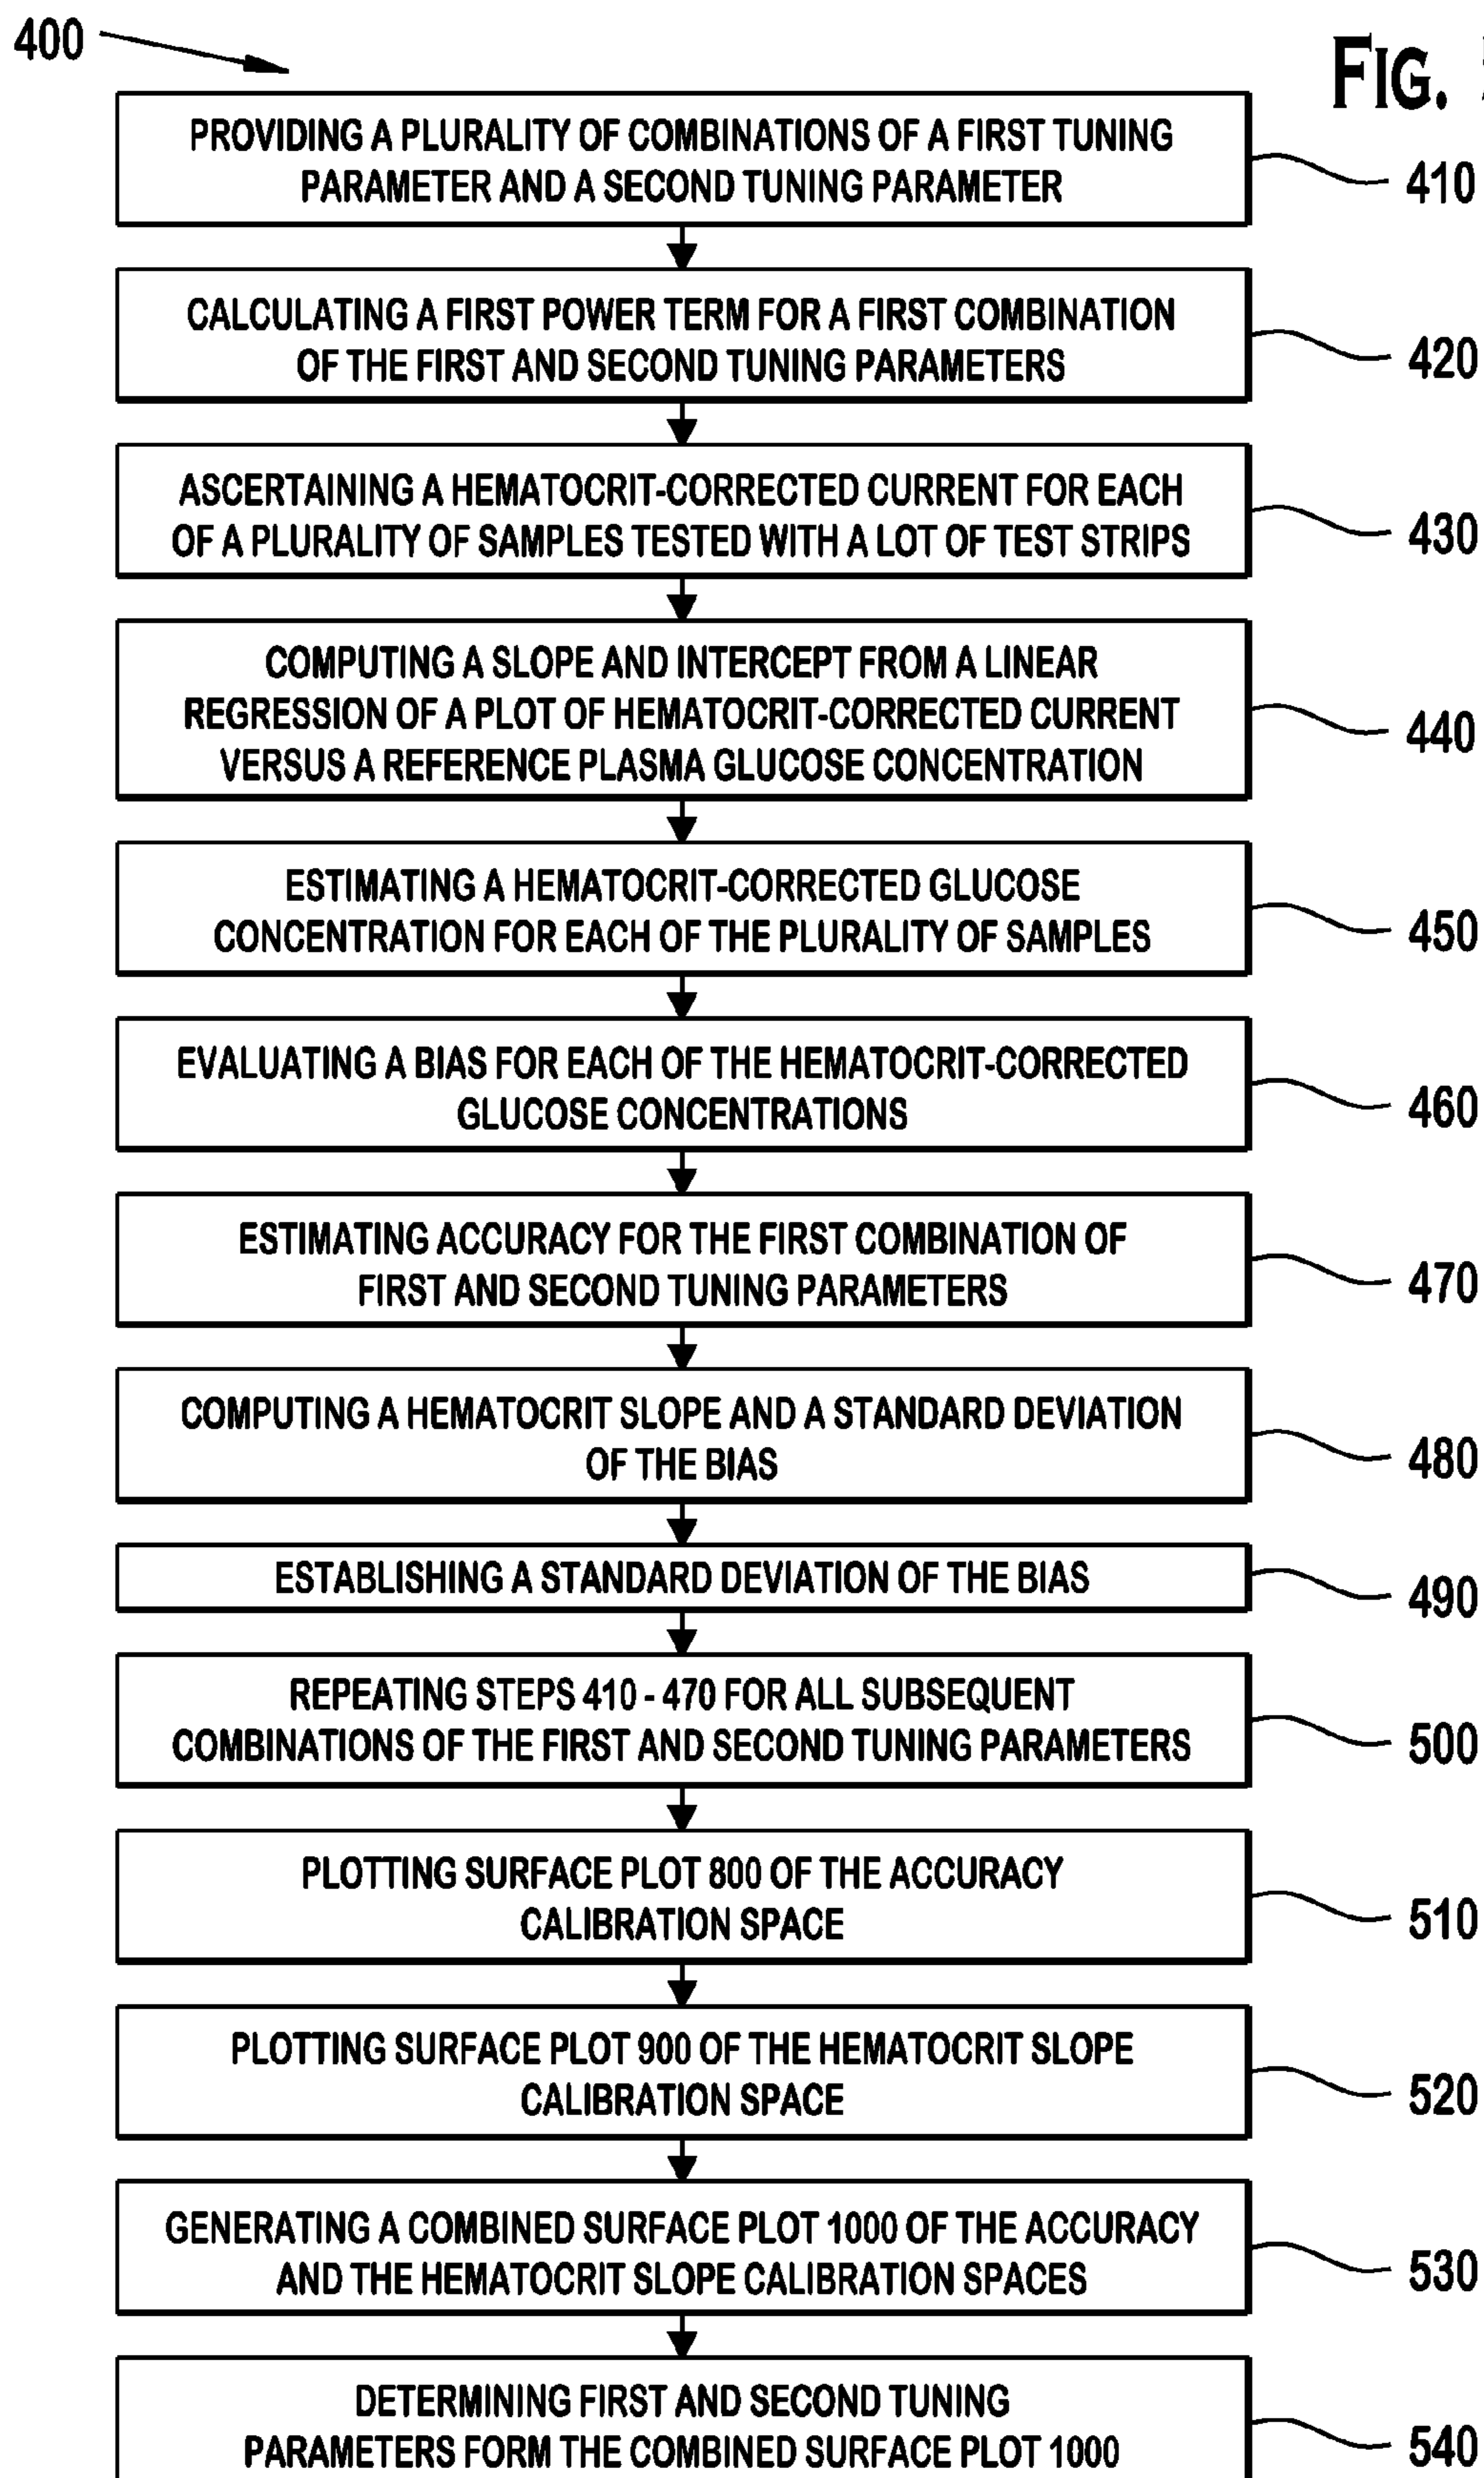 400
FIG.
PROVIDING A PLURALITY OF COMBINATIONS OF A FIRST TUNING
PARAMETER AND A SECOND TUNING PARAMETER
410
CALCULATING A FIRST POWER TERM FOR A FIRST COMBINATION
OF THE FIRST AND SECOND TUNING PARAMETERS
420
ASCERTAINING A HEMATOCRIT-CORRECTED CURRENT FOR EACH
OF A PLURALITY OF SAMPLES TESTED WITH A LOT OF TEST STRIPS
430
COMPUTING A SLOPE AND INTERCEPT FROM A LINEAR
REGRESSION OF A PLOT OF HEMATOCRIT-CORRECTED CURRENT
VERSUS A REFERENCE PLASMA GLUCOSE CONCENTRATION
440
ESTIMATING A HEMATOCRIT-CORRECTED GLUCOSE
CONCENTRATION FOR EACH OF THE PLURALITY OF SAMPLES
450
EVALUATING A BIAS FOR EACH OF THE HEMATOCRIT-CORRECTED
GLUCOSE CONCENTRATIONS
460
ESTIMATING ACCURACY FOR THE FIRST COMBINATION OF
FIRST AND SECOND TUNING PARAMETERS
470
COMPUTING A HEMATOCRIT SLOPE AND A STANDARD DEVIATION
OF THE BIAS
480
ESTABLISHING A STANDARD DEVIATION OF THE BIAS
490
REPEATING STEPS 410 - 470 FOR ALL SUBSEQUENT
COMBINATIONS OF THE FIRST AND SECOND TUNING PARAMETERS
500
PLOTTING SURFACE PLOT 800 OF THE ACCURACY
CALIBRATION SPACE
510
PLOTTING SURFACE PLOT 900 OF THE HEMATOCRIT SLOPE
CALIBRATION SPACE
520
GENERATING A COMBINED SURFACE PLOT 1000 OF THE ACCURACY
AND THE HEMATOCRIT SLOPE CALIBRATION SPACES
530
DETERMINING FIRST AND SECOND TUNING
PARAMETERS FORM THE COMBINED SURFACE PLOT 1000
540